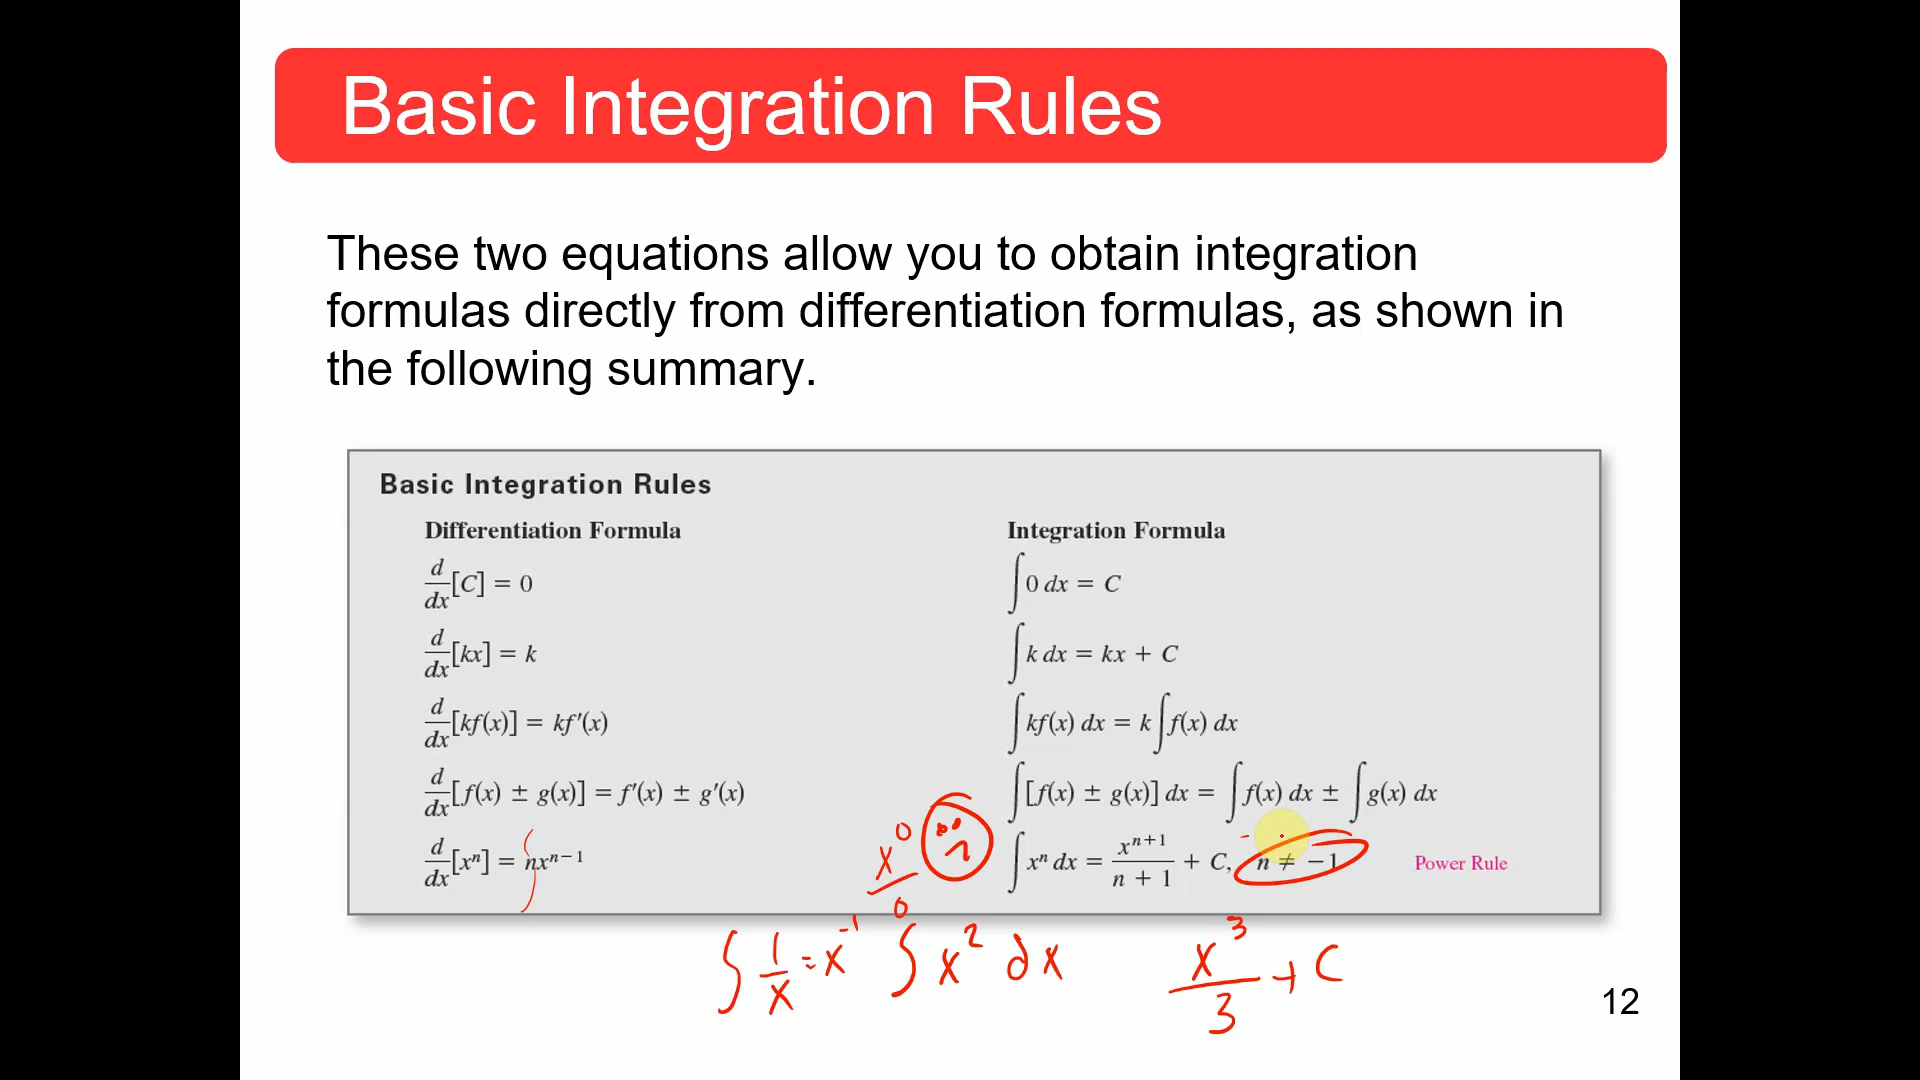 Basic Integration Rules
These two equations allow you to obtain integration
formulas directly from differentiation formulas, as shown in
the following summary.
Basic Integration Rules
Differentiation Formula Integration Formula
d/dx [C] = 0 ∫ 0 dx = C
d/dx [kx] = k ∫ k dx = kx + C
d/dx [kf(x)] = kf′(x) ∫ kf(x) dx = k ∫ f(x) dx
d/dx [f(x) ± g(x)] = f′(x) ± g′(x) ∫ [f(x) ± g(x)] dx = ∫ f(x) dx ± ∫ g(x) dx
d/dx [xⁿ] = nxⁿ⁻¹ ∫ xⁿ dx = xⁿ⁺¹/(n + 1) + C, n ≠ −1 Power Rule
x⁰/0
∫ 1/x = x⁻¹ ∫ x² dx x³/3 + C
12